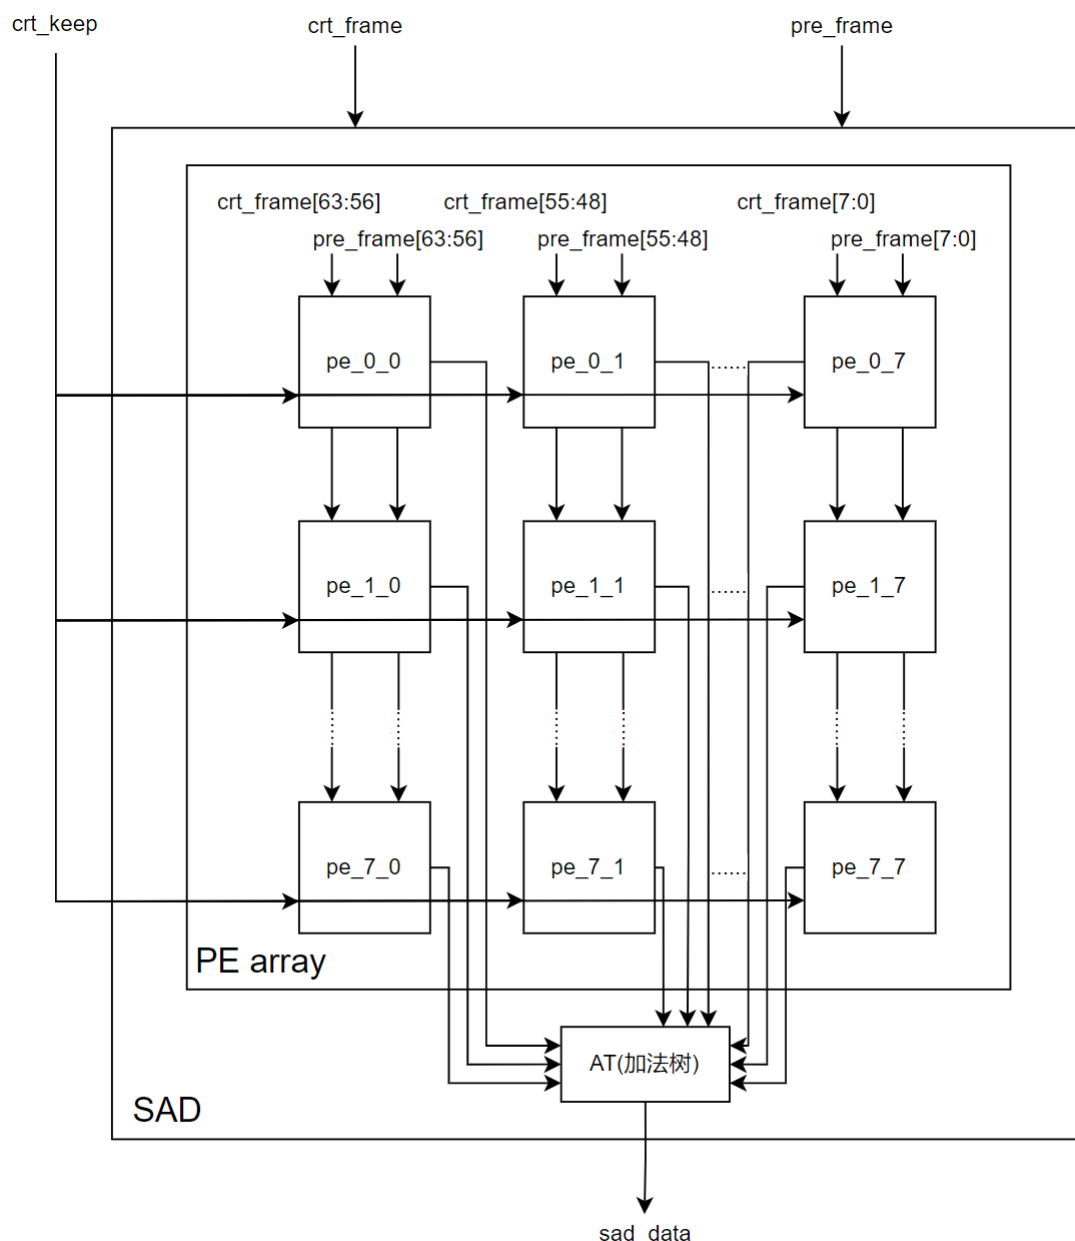 crt_keep
crt_frame
pre_frame
crt_frame[63:56]
crt_frame[55:48]
crt_frame[7:0]
pre_frame[63:56]
pre_frame[55:48]
pre_frame[7:0]
pe_0_0
pe_0_1
......
pe_0_7
pe_1_0
pe_1_1
......
pe_1_7
pe_7_0
pe_7_1
......
pe_7_7
PE array
AT(加法树)
SAD
sad_data